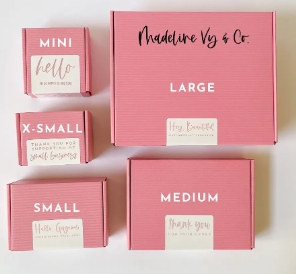 MINI
hello
Madeline Vy & Co.
LARGE
Hey, Beautiful
X-SMALL
THANK YOU FOR
SUPPORTING MY
small business
SMALL
Hello Gorgeous
MEDIUM
thank you